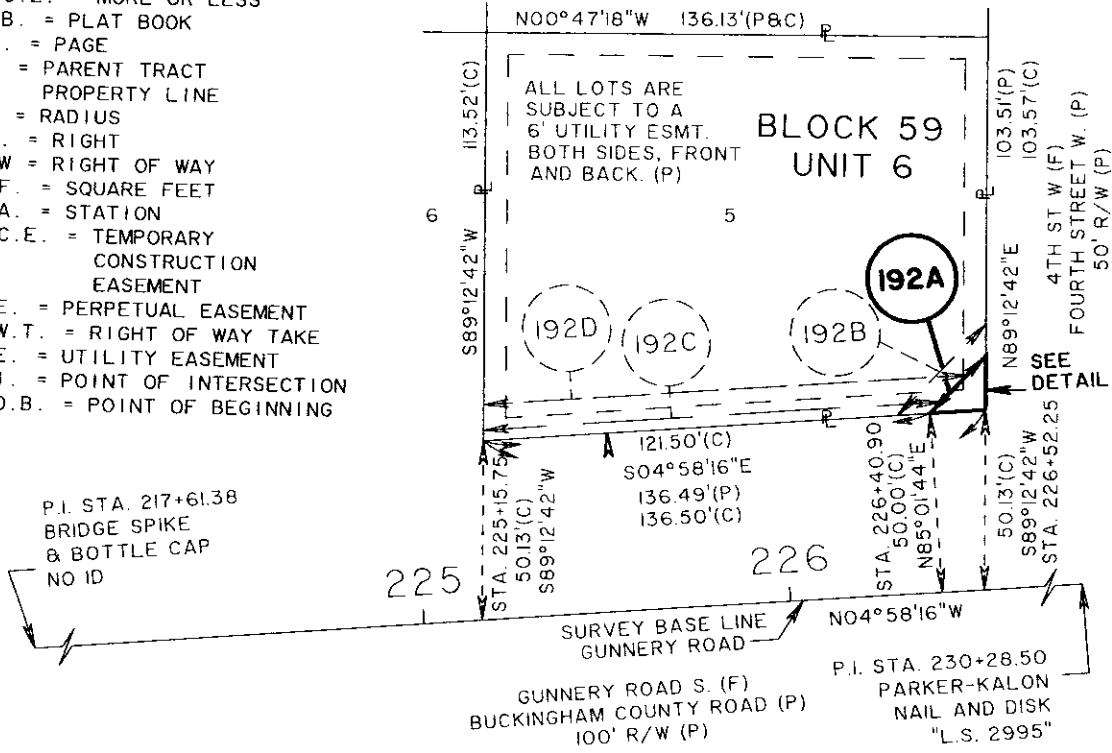 MORE OR LESS
B. = PLAT BOOK
. = PAGE
= PARENT TRACT
PROPERTY LINE
= RADIUS
. = RIGHT
W = RIGHT OF WAY
F. = SQUARE FEET
A. = STATION
C.E. = TEMPORARY
CONSTRUCTION
EASEMENT
E. = PERPETUAL EASEMENT
W.T. = RIGHT OF WAY TAKE
E. = UTILITY EASEMENT
I. = POINT OF INTERSECTION
O.B. = POINT OF BEGINNING
N00°47'18"W 136.13'(P&C)
ALL LOTS ARE
SUBJECT TO A
6' UTILITY ESMT.
BOTH SIDES, FRONT
AND BACK. (P)
BLOCK 59
UNIT 6
113.52'(C)
S89°12'42"W
6
5
103.51'(P)
103.57'(C)
N89°12'42"E
4TH ST W (F)
FOURTH STREET W. (P)
50' R/W (P)
192A
192B
192C
192D
SEE
DETAIL
121.50'(C)
S04°58'16"E
136.49'(P)
136.50'(C)
STA. 225+15.75
50.13'(C)
S89°12'42"W
STA. 226+40.90
50.00'(C)
N85°01'44"E
50.13'(C)
S89°12'42"W
STA. 226+52.25
P.I. STA. 217+61.38
BRIDGE SPIKE
& BOTTLE CAP
NO ID
225
226
SURVEY BASE LINE
GUNNERY ROAD
N04°58'16"W
GUNNERY ROAD S. (F)
BUCKINGHAM COUNTY ROAD (P)
100' R/W (P)
P.I. STA. 230+28.50
PARKER-KALON
NAIL AND DISK
"L.S. 2995"